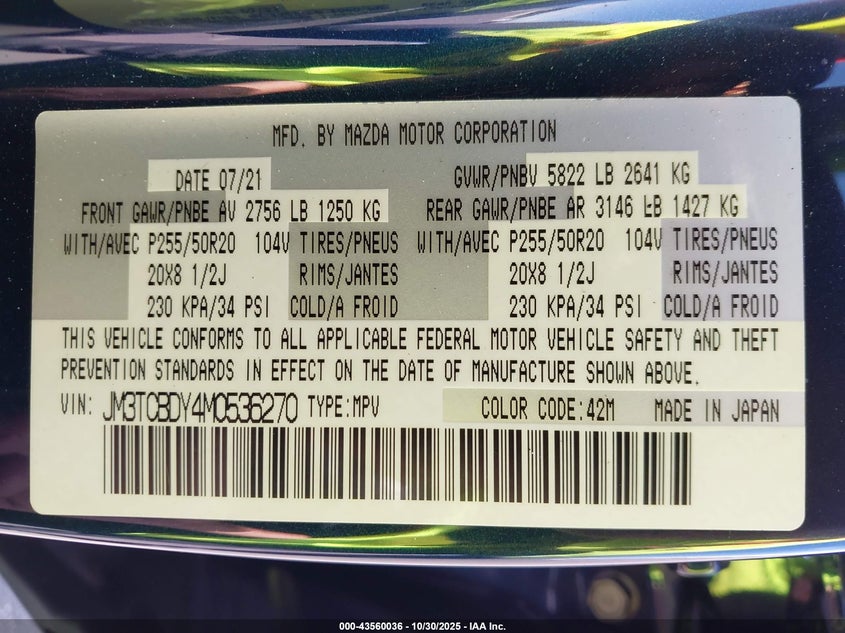 MFD. BY MAZDA MOTOR CORPORATION
DATE 07/21 GVWR/PNBV 5822 LB 2641 KG
FRONT GAWR/PNBE AV 2756 LB 1250 KG REAR GAWR/PNBE AR 3146 LB 1427 KG
WITH/AVEC P255/50R20 104V TIRES/PNEUS WITH/AVEC P255/50R20 104V TIRES/PNEUS
20X8 1/2J RIMS/JANTES 20X8 1/2J RIMS/JANTES
230 KPA/34 PSI COLD/A FROID 230 KPA/34 PSI COLD/A FROID
THIS VEHICLE CONFORMS TO ALL APPLICABLE FEDERAL MOTOR VEHICLE SAFETY AND THEFT
PREVENTION STANDARDS IN EFFECT ON THE DATE OF MANUFACTURE SHOWN ABOVE.
VIN: JM3TCBDY4M0536270 TYPE:MPV COLOR CODE:42M MADE IN JAPAN
000-43560036 - 10/30/2025 - IAA Inc.